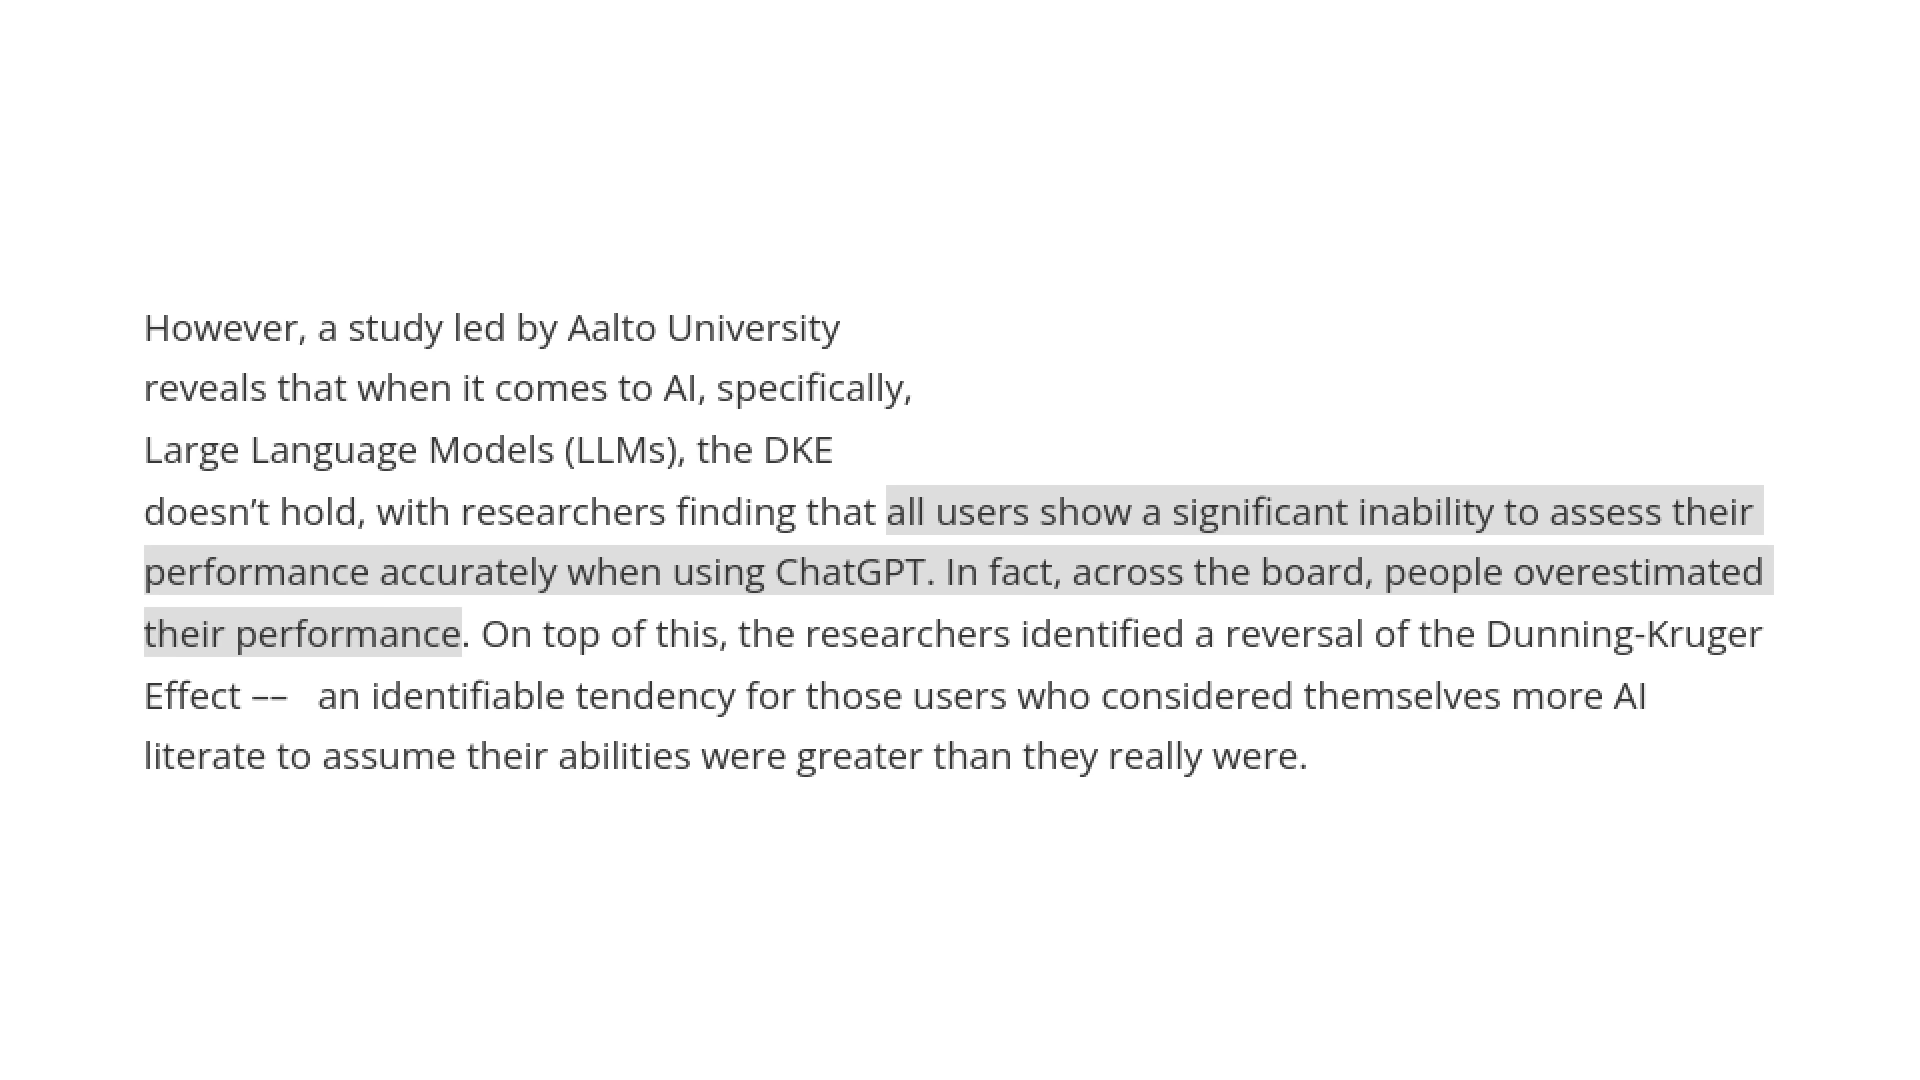 However, a study led by Aalto University
reveals that when it comes to AI, specifically,
Large Language Models (LLMs), the DKE
doesn’t hold, with researchers finding that all users show a significant inability to assess their
performance accurately when using ChatGPT. In fact, across the board, people overestimated
their performance. On top of this, the researchers identified a reversal of the Dunning-Kruger
Effect –– an identifiable tendency for those users who considered themselves more AI
literate to assume their abilities were greater than they really were.